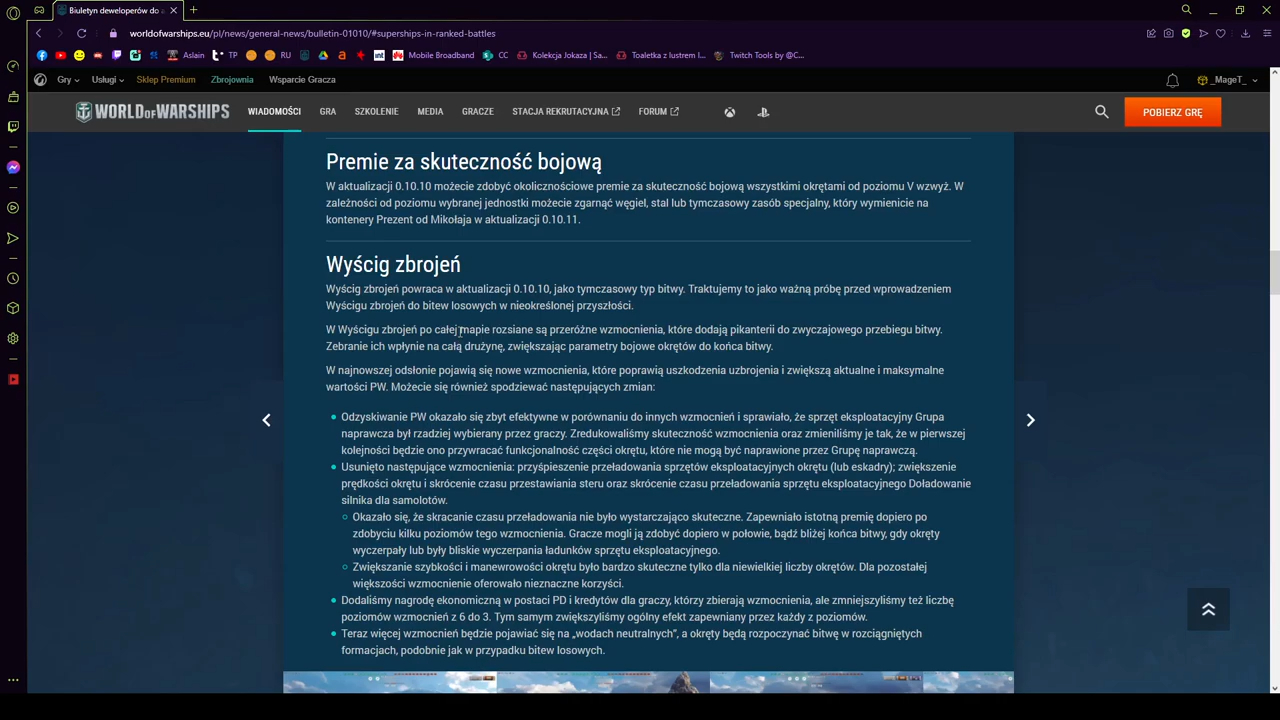 Biuletyn deweloperów do a
worldofwarships.eu/pl/news/general-news/bulletin-01010/#superships-in-ranked-battles
Aslain TP RU int Mobile Broadband CC Kolekcja Jokaza | Sa... Toaletka z lustrem l... Twitch Tools by @C...
Gry Usługi Sklep Premium Zbrojownia Wsparcie Gracza _MageT_
WORLD OF WARSHIPS WIADOMOŚCI GRA SZKOLENIE MEDIA GRACZE STACJA REKRUTACYJNA FORUM POBIERZ GRĘ
Premie za skuteczność bojową
W aktualizacji 0.10.10 możecie zdobyć okolicznościowe premie za skuteczność bojową wszystkimi okrętami od poziomu V wzwyż. W
zależności od poziomu wybranej jednostki możecie zgarnąć węgiel, stal lub tymczasowy zasób specjalny, który wymienicie na
kontenery Prezent od Mikołaja w aktualizacji 0.10.11.
Wyścig zbrojeń
Wyścig zbrojeń powraca w aktualizacji 0.10.10, jako tymczasowy typ bitwy. Traktujemy to jako ważną próbę przed wprowadzeniem
Wyścigu zbrojeń do bitew losowych w nieokreślonej przyszłości.
W Wyścigu zbrojeń po całej mapie rozsiane są przeróżne wzmocnienia, które dodają pikanterii do zwyczajowego przebiegu bitwy.
Zebranie ich wpłynie na całą drużynę, zwiększając parametry bojowe okrętów do końca bitwy.
W najnowszej odsłonie pojawią się nowe wzmocnienia, które poprawią uszkodzenia uzbrojenia i zwiększą aktualne i maksymalne
wartości PW. Możecie się również spodziewać następujących zmian:
Odzyskiwanie PW okazało się zbyt efektywne w porównaniu do innych wzmocnień i sprawiało, że sprzęt eksploatacyjny Grupa
naprawcza był rzadziej wybierany przez graczy. Zredukowaliśmy skuteczność wzmocnienia oraz zmieniliśmy je tak, że w pierwszej
kolejności będzie ono przywracać funkcjonalność części okrętu, które nie mogą być naprawione przez Grupę naprawczą.
Usunięto następujące wzmocnienia: przyśpieszenie przeładowania sprzętów eksploatacyjnych okrętu (lub eskadry); zwiększenie
prędkości okrętu i skrócenie czasu przestawiania steru oraz skrócenie czasu przeładowania sprzętu eksploatacyjnego Doładowanie
silnika dla samolotów.
Okazało się, że skracanie czasu przeładowania nie było wystarczająco skuteczne. Zapewniało istotną premię dopiero po
zdobyciu kilku poziomów tego wzmocnienia. Gracze mogli ją zdobyć dopiero w połowie, bądź bliżej końca bitwy, gdy okręty
wyczerpały lub były bliskie wyczerpania ładunków sprzętu eksploatacyjnego.
Zwiększanie szybkości i manewrowości okrętu było bardzo skuteczne tylko dla niewielkiej liczby okrętów. Dla pozostałej
większości wzmocnienie oferowało nieznaczne korzyści.
Dodaliśmy nagrodę ekonomiczną w postaci PD i kredytów dla graczy, którzy zbierają wzmocnienia, ale zmniejszyliśmy też liczbę
poziomów wzmocnień z 6 do 3. Tym samym zwiększyliśmy ogólny efekt zapewniany przez każdy z poziomów.
Teraz więcej wzmocnień będzie pojawiać się na „wodach neutralnych”, a okręty będą rozpoczynać bitwę w rozciągniętych
formacjach, podobnie jak w przypadku bitew losowych.